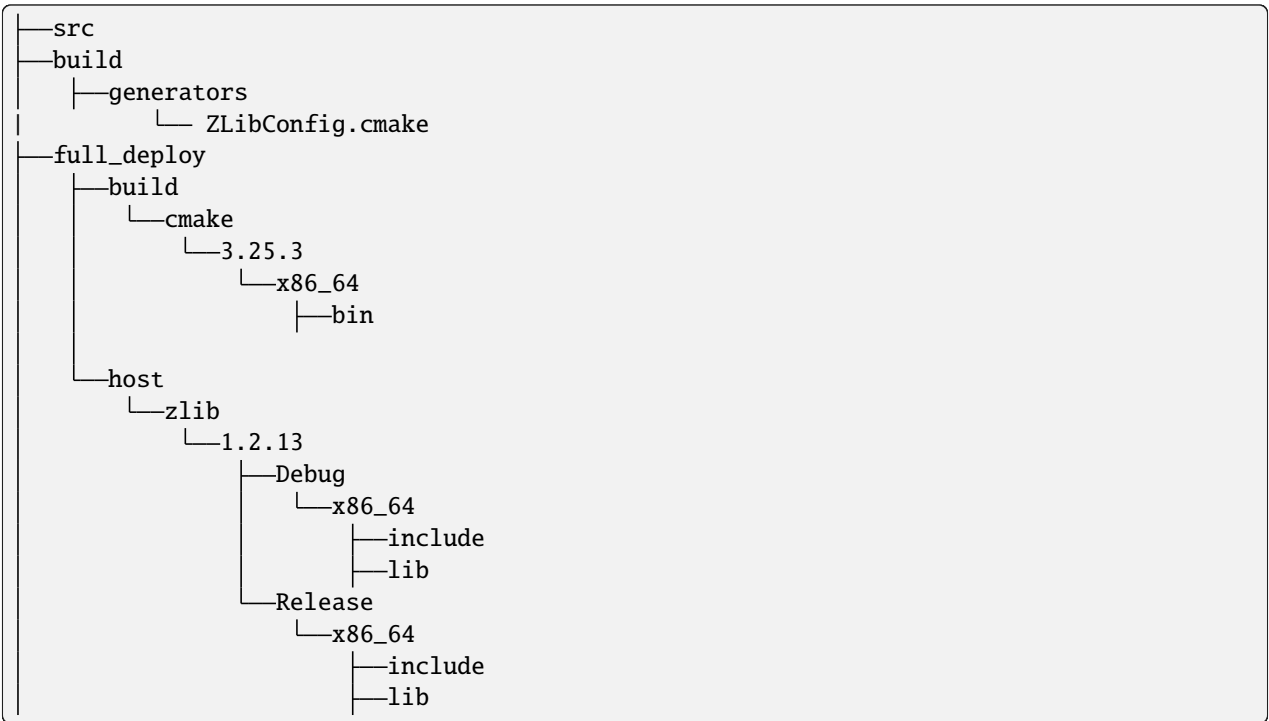 ├──src
├──build
│   ├──generators
|       └── ZLibConfig.cmake
├──full_deploy
│   ├──build
│   │   └──cmake
│   │       └──3.25.3
│   │           └──x86_64
│   │               ├──bin
│   │
│   └──host
│       └──zlib
│           └──1.2.13
│               ├──Debug
│               │   └──x86_64
│               │       ├──include
│               │       ├──lib
│               └──Release
│                   └──x86_64
│                       ├──include
│                       ├──lib